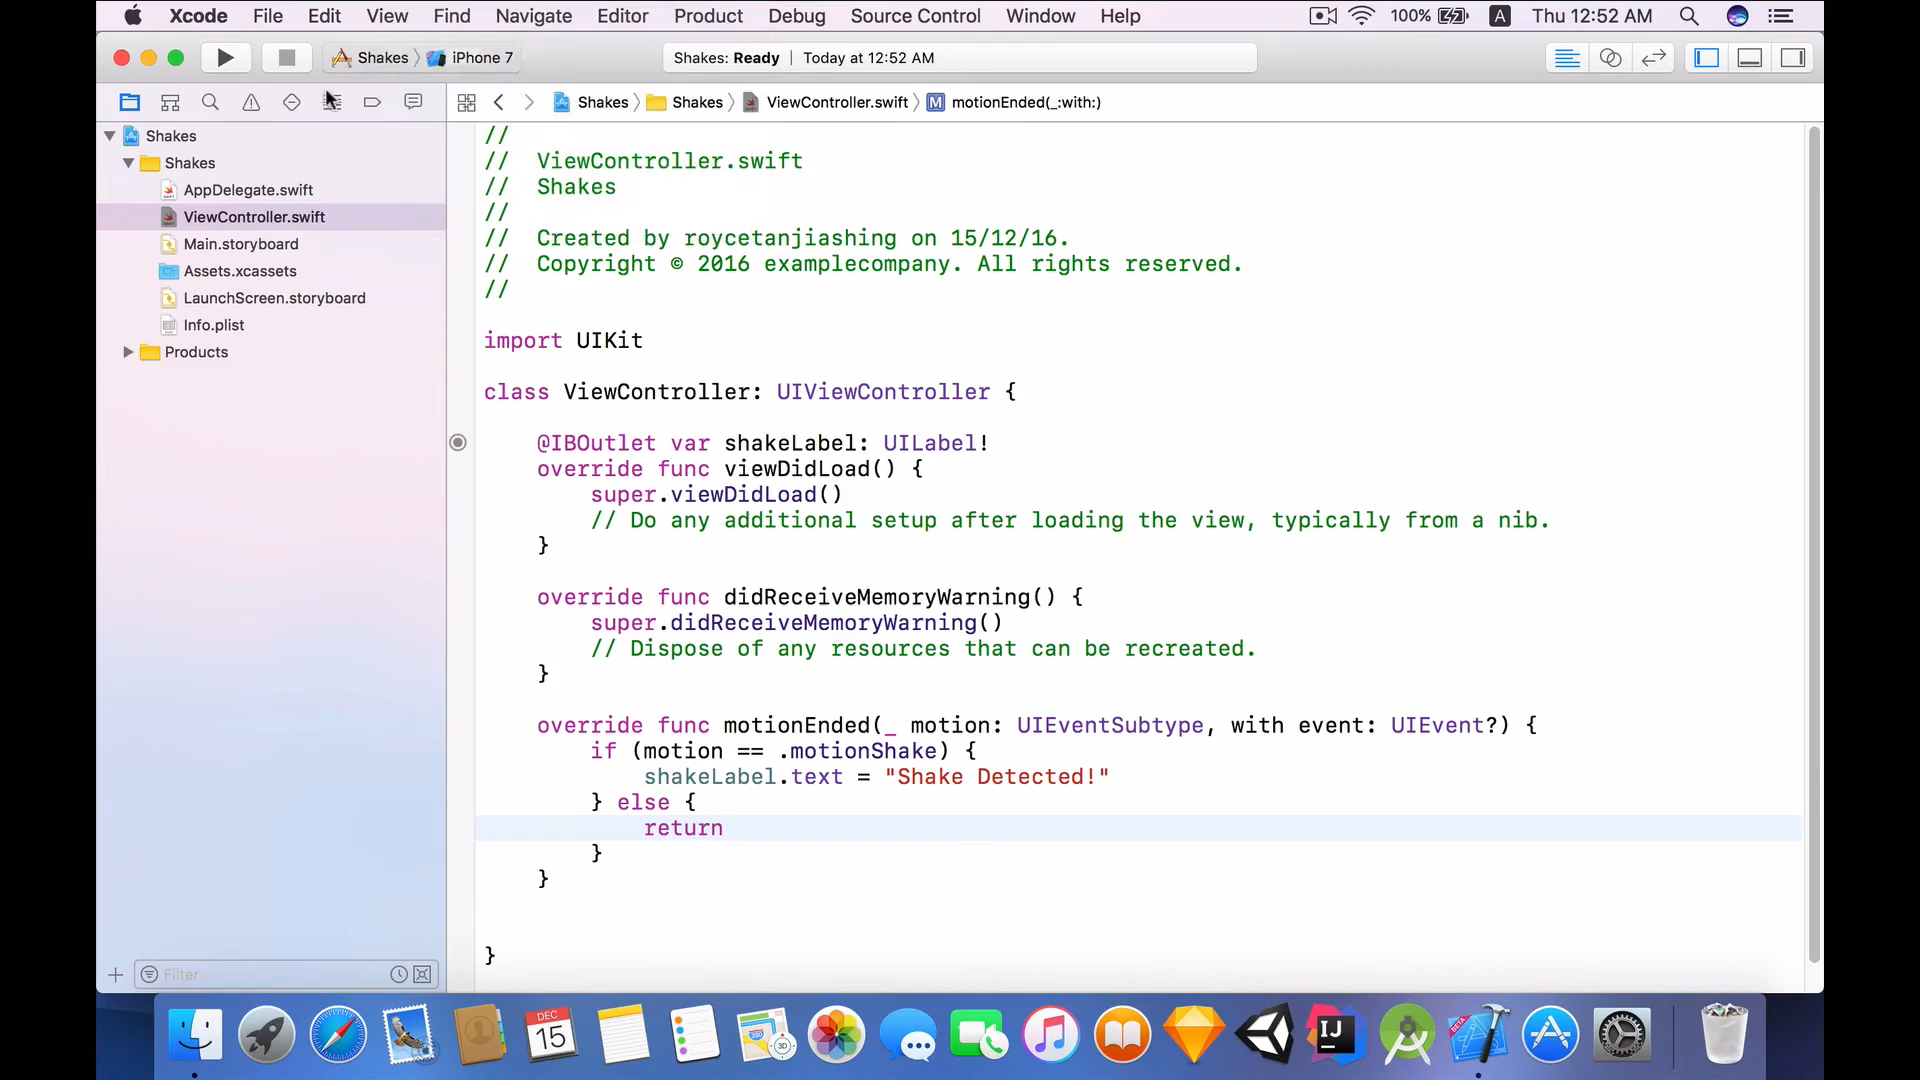 Xcode File Edit View Find Navigate Editor Product Debug Source Control Window Help 100% A Thu 12:52 AM
Shakes iPhone 7 Shakes: Ready | Today at 12:52 AM
Shakes Shakes ViewController.swift M motionEnded(_:with:)
Shakes
Shakes
AppDelegate.swift
ViewController.swift
Main.storyboard
Assets.xcassets
LaunchScreen.storyboard
Info.plist
Products
Filter
//
// ViewController.swift
// Shakes
//
// Created by roycetanjiashing on 15/12/16.
// Copyright © 2016 examplecompany. All rights reserved.
//
import UIKit
class ViewController: UIViewController {
@IBOutlet var shakeLabel: UILabel!
override func viewDidLoad() {
super.viewDidLoad()
// Do any additional setup after loading the view, typically from a nib.
}
override func didReceiveMemoryWarning() {
super.didReceiveMemoryWarning()
// Dispose of any resources that can be recreated.
}
override func motionEnded(_ motion: UIEventSubtype, with event: UIEvent?) {
if (motion == .motionShake) {
shakeLabel.text = "Shake Detected!"
} else {
return
}
}
}
DEC
15
3D
IJ
BETA